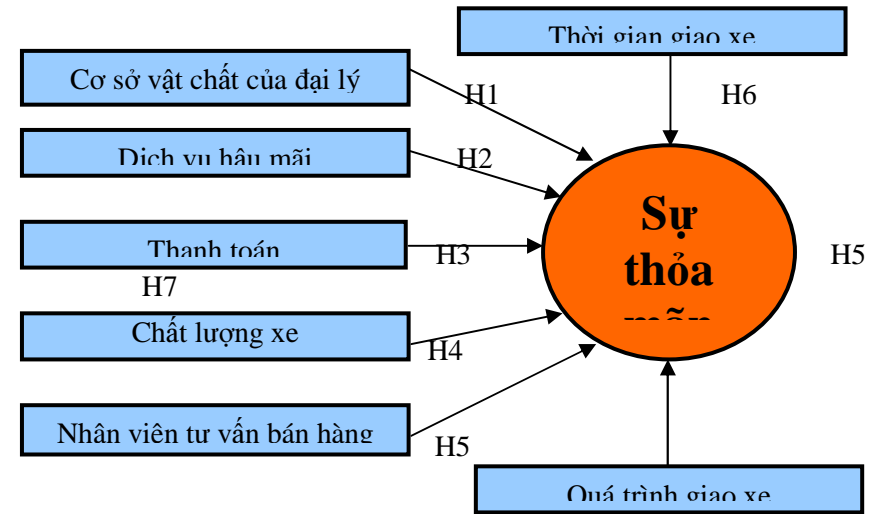 Thời gian giao xe
Cơ sở vật chất của đại lý
H1
H6
Dịch vụ hậu mãi
H2
Sự
thỏa
mãn
Thanh toán
H3
H5
H7
Chất lượng xe
H4
Nhân viên tư vấn bán hàng
H5
Quá trình giao xe